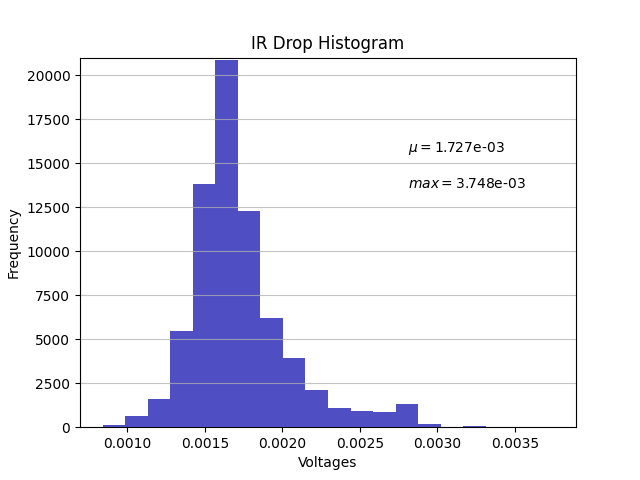 IR Drop Histogram
20000
17500
15000
12500
10000
7500
5000
2500
0
Frequency
μ = 1.727e-03
max = 3.748e-03
0.0010 0.0015 0.0020 0.0025 0.0030 0.0035
Voltages